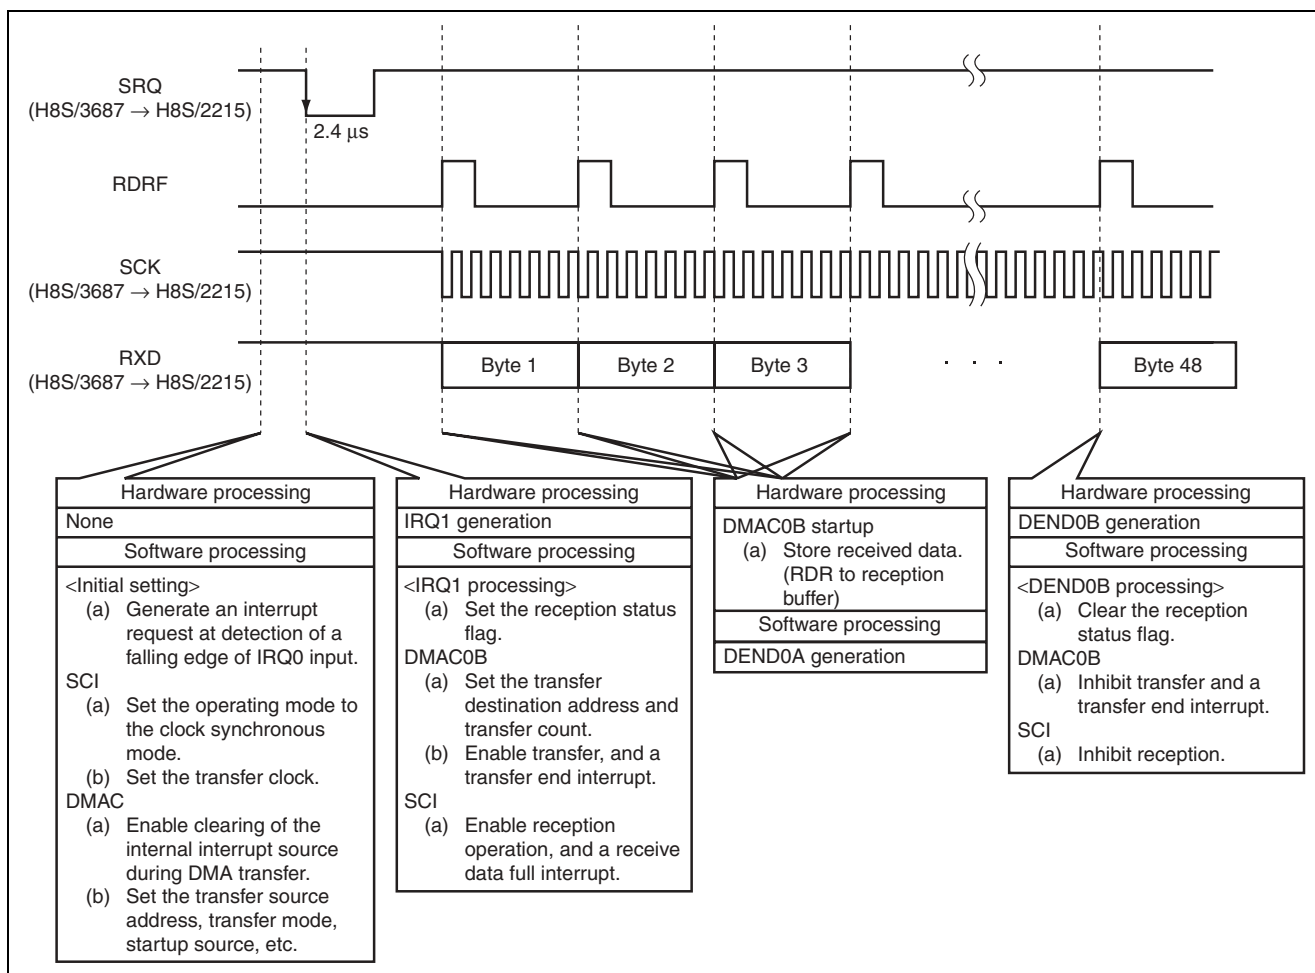 SRQ
(H8S/3687 → H8S/2215)
2.4 μs
RDRF
SCK
(H8S/3687 → H8S/2215)
RXD
(H8S/3687 → H8S/2215)
Byte 1
Byte 2
Byte 3
. . .
Byte 48
Hardware processing
None
Software processing
<Initial setting>
(a) Generate an interrupt
request at detection of a
falling edge of IRQ0 input.
SCI
(a) Set the operating mode to
the clock synchronous
mode.
(b) Set the transfer clock.
DMAC
(a) Enable clearing of the
internal interrupt source
during DMA transfer.
(b) Set the transfer source
address, transfer mode,
startup source, etc.
Hardware processing
IRQ1 generation
Software processing
<IRQ1 processing>
(a) Set the reception status
flag.
DMAC0B
(a) Set the transfer
destination address and
transfer count.
(b) Enable transfer, and a
transfer end interrupt.
SCI
(a) Enable reception
operation, and a receive
data full interrupt.
Hardware processing
DMAC0B startup
(a) Store received data.
(RDR to reception
buffer)
Software processing
DEND0A generation
Hardware processing
DEND0B generation
Software processing
<DEND0B processing>
(a) Clear the reception
status flag.
DMAC0B
(a) Inhibit transfer and a
transfer end interrupt.
SCI
(a) Inhibit reception.